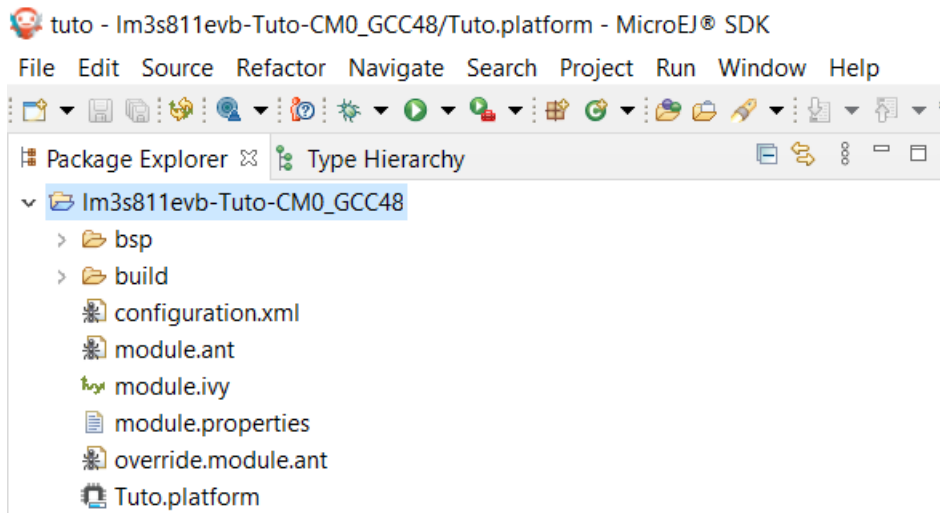 tuto - lm3s811evb-Tuto-CM0_GCC48/Tuto.platform - MicroEJ® SDK
File Edit Source Refactor Navigate Search Project Run Window Help
Package Explorer Type Hierarchy
lm3s811evb-Tuto-CM0_GCC48
bsp
build
configuration.xml
module.ant
module.ivy
module.properties
override.module.ant
Tuto.platform